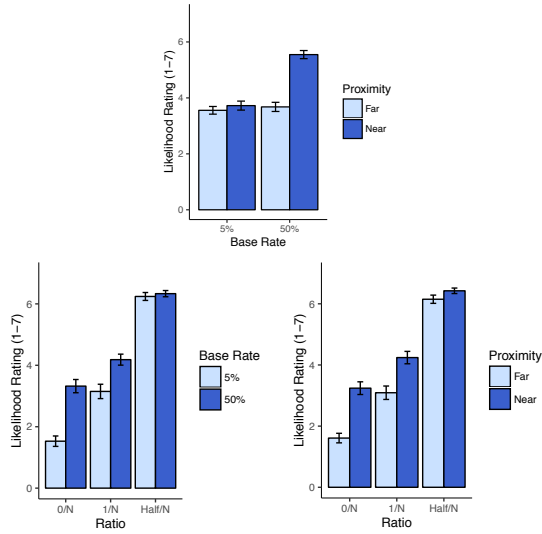 Likelihood Rating (1−7)
6
4
2
0
5%
50%
Base Rate
Proximity
Far
Near
Likelihood Rating (1−7)
6
4
2
0
0/N
1/N
Half/N
Ratio
Base Rate
5%
50%
Likelihood Rating (1−7)
6
4
2
0
0/N
1/N
Half/N
Ratio
Proximity
Far
Near